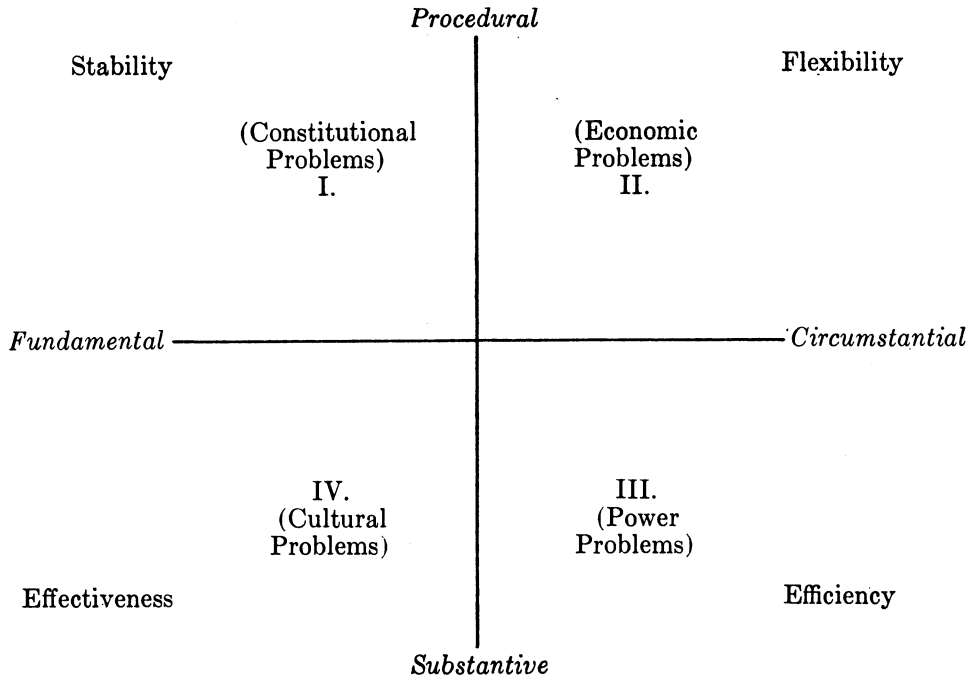 Procedural
Stability
Flexibility
(Constitutional
Problems)
I.
(Economic
Problems)
II.
Fundamental
Circumstantial
IV.
(Cultural
Problems)
III.
(Power
Problems)
Effectiveness
Efficiency
Substantive